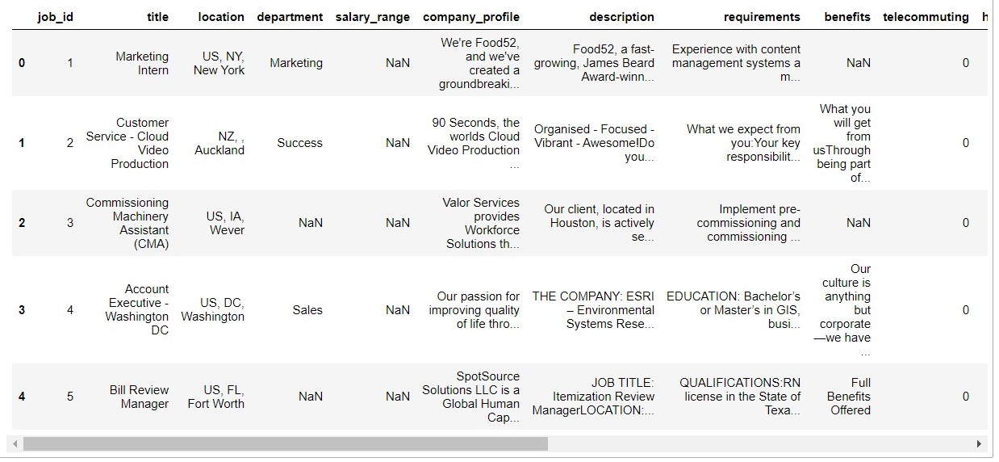 job_id title location department salary_range company_profile description requirements benefits telecommuting h
0 1 Marketing Intern US, NY, New York Marketing NaN We're Food52, and we've created a groundbreaki... Food52, a fast-growing, James Beard Award-winn... Experience with content management systems a m... NaN 0
1 2 Customer Service - Cloud Video Production NZ, , Auckland Success NaN 90 Seconds, the worlds Cloud Video Production ... Organised - Focused - Vibrant - Awesome!Do you... What we expect from you:Your key responsibilit... What you will get from usThrough being part of... 0
2 3 Commissioning Machinery Assistant (CMA) US, IA, Wever NaN NaN Valor Services provides Workforce Solutions th... Our client, located in Houston, is actively se... Implement pre-commissioning and commissioning ... NaN 0
3 4 Account Executive - Washington DC US, DC, Washington Sales NaN Our passion for improving quality of life thro... THE COMPANY: ESRI – Environmental Systems Rese... EDUCATION: Bachelor’s or Master’s in GIS, busi... Our culture is anything but corporate—we have ... 0
4 5 Bill Review Manager US, FL, Fort Worth NaN NaN SpotSource Solutions LLC is a Global Human Cap... JOB TITLE: Itemization Review ManagerLOCATION:... QUALIFICATIONS:RN license in the State of Texa... Full Benefits Offered 0